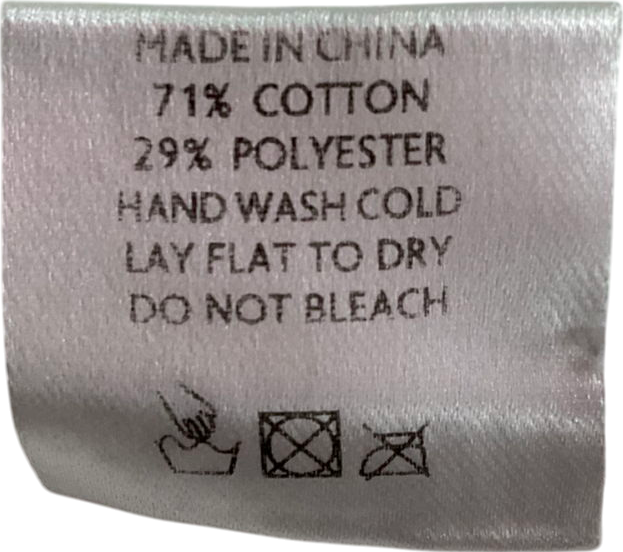 MADE IN CHINA
71% COTTON
29% POLYESTER
HAND WASH COLD
LAY FLAT TO DRY
DO NOT BLEACH